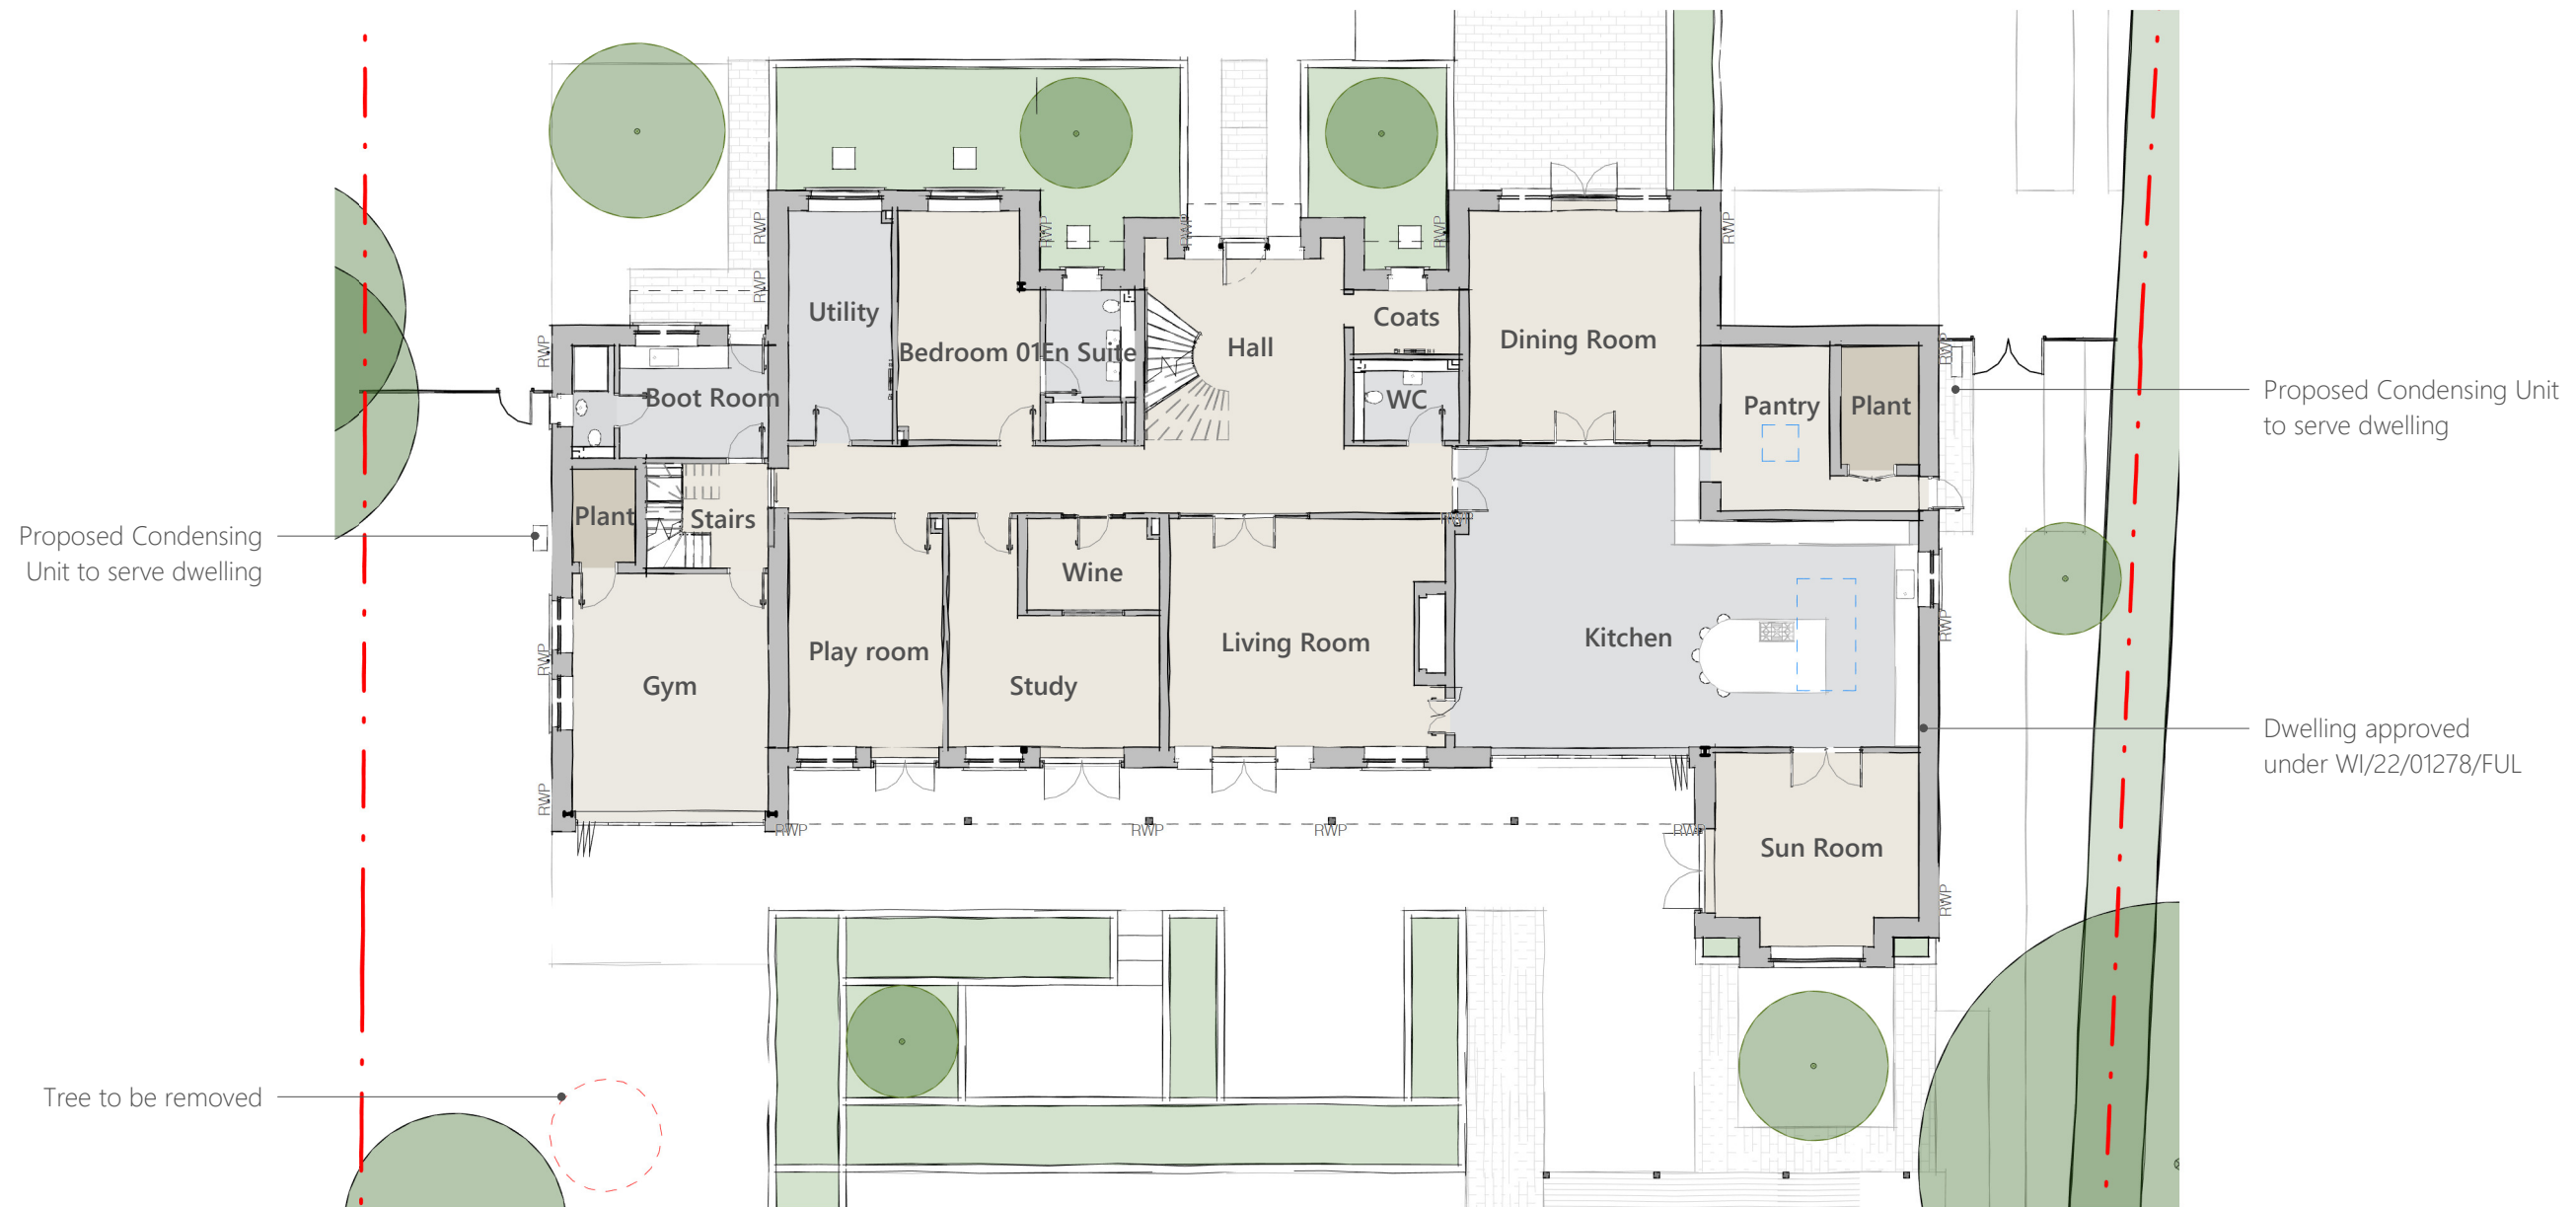 RWP
RWP
RWP
RWP
RWP
RWP
Utility
Bedroom 01
En Suite
Hall
Coats
Dining Room
RWP
RWP
Boot Room
WC
Pantry
Plant
Proposed Condensing Unit
to serve dwelling
Plant
Stairs
RWP
Proposed Condensing
Unit to serve dwelling
Wine
Play room
Study
Living Room
Kitchen
RWP
RWP
Gym
Dwelling approved
under WI/22/01278/FUL
RWP
RWP
RWP
RWP
RWP
Sun Room
RWP
Tree to be removed